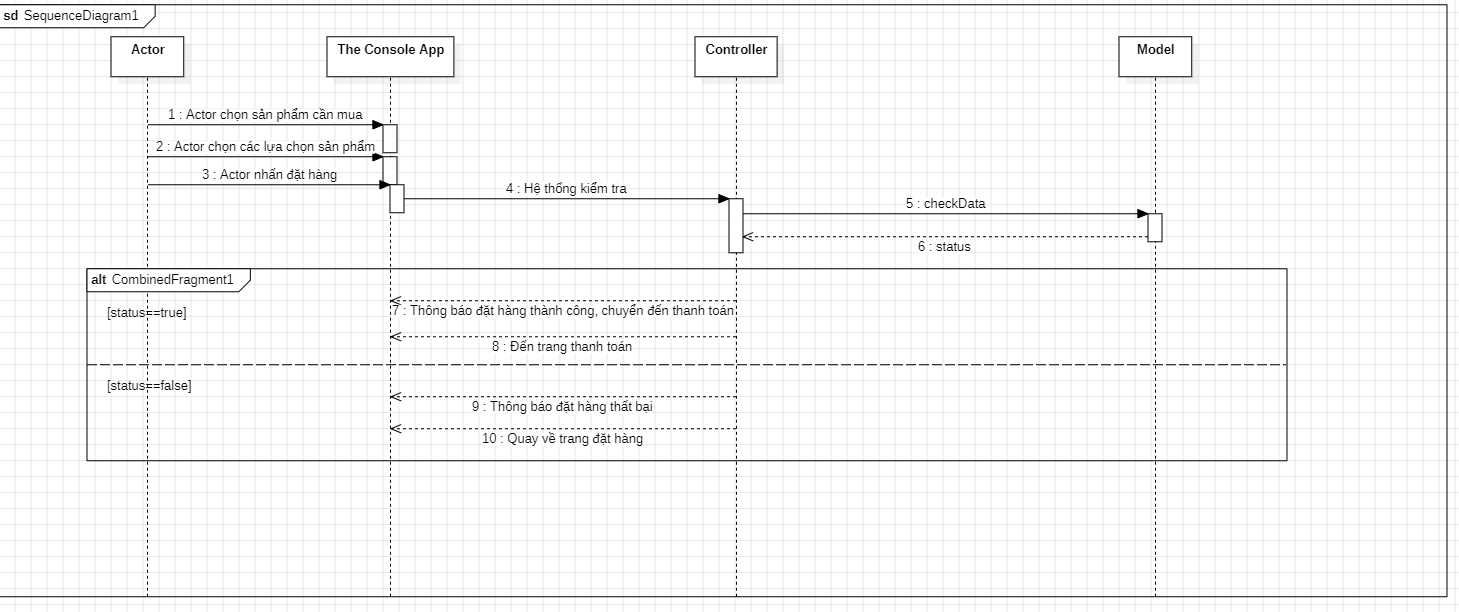 sd SequenceDiagram1
Actor
The Console App
Controller
Model
1 : Actor chọn sản phẩm cần mua
2 : Actor chọn các lựa chọn sản phẩm
3 : Actor nhấn đặt hàng
4 : Hệ thống kiểm tra
5 : checkData
6 : status
alt CombinedFragment1
[status==true]
7 : Thông báo đặt hàng thành công, chuyển đến thanh toán
8 : Đến trang thanh toán
[status==false]
9 : Thông báo đặt hàng thất bại
10 : Quay về trang đặt hàng